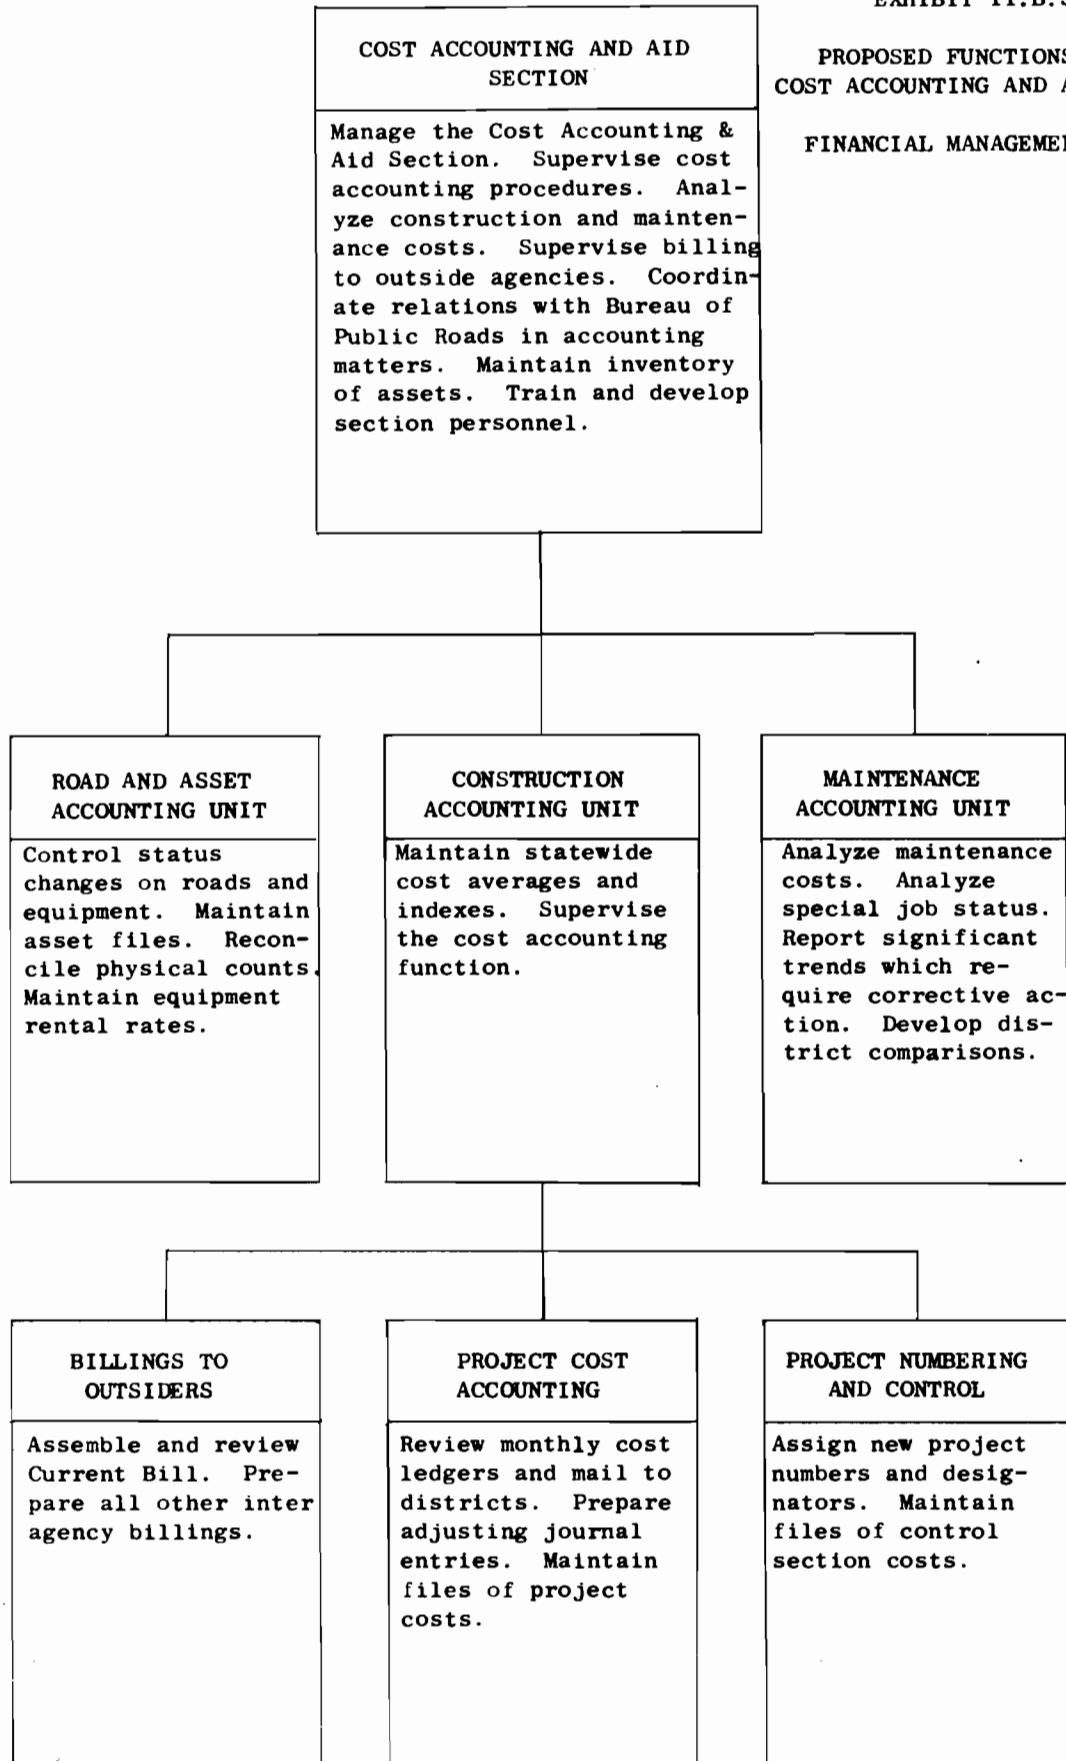 EXHIBIT II.B.
PROPOSED FUNCTIONS
COST ACCOUNTING AND A
FINANCIAL MANAGEME
COST ACCOUNTING AND AID
SECTION
Manage the Cost Accounting &
Aid Section. Supervise cost
accounting procedures. Anal-
yze construction and mainten-
ance costs. Supervise billing
to outside agencies. Coordin-
ate relations with Bureau of
Public Roads in accounting
matters. Maintain inventory
of assets. Train and develop
section personnel.
ROAD AND ASSET
ACCOUNTING UNIT
Control status
changes on roads and
equipment. Maintain
asset files. Recon-
cile physical counts.
Maintain equipment
rental rates.
CONSTRUCTION
ACCOUNTING UNIT
Maintain statewide
cost averages and
indexes. Supervise
the cost accounting
function.
MAINTENANCE
ACCOUNTING UNIT
Analyze maintenance
costs. Analyze
special job status.
Report significant
trends which re-
quire corrective ac-
tion. Develop dis-
trict comparisons.
BILLINGS TO
OUTSIDERS
Assemble and review
Current Bill. Pre-
pare all other inter
agency billings.
PROJECT COST
ACCOUNTING
Review monthly cost
ledgers and mail to
districts. Prepare
adjusting journal
entries. Maintain
files of project
costs.
PROJECT NUMBERING
AND CONTROL
Assign new project
numbers and desig-
nators. Maintain
files of control
section costs.